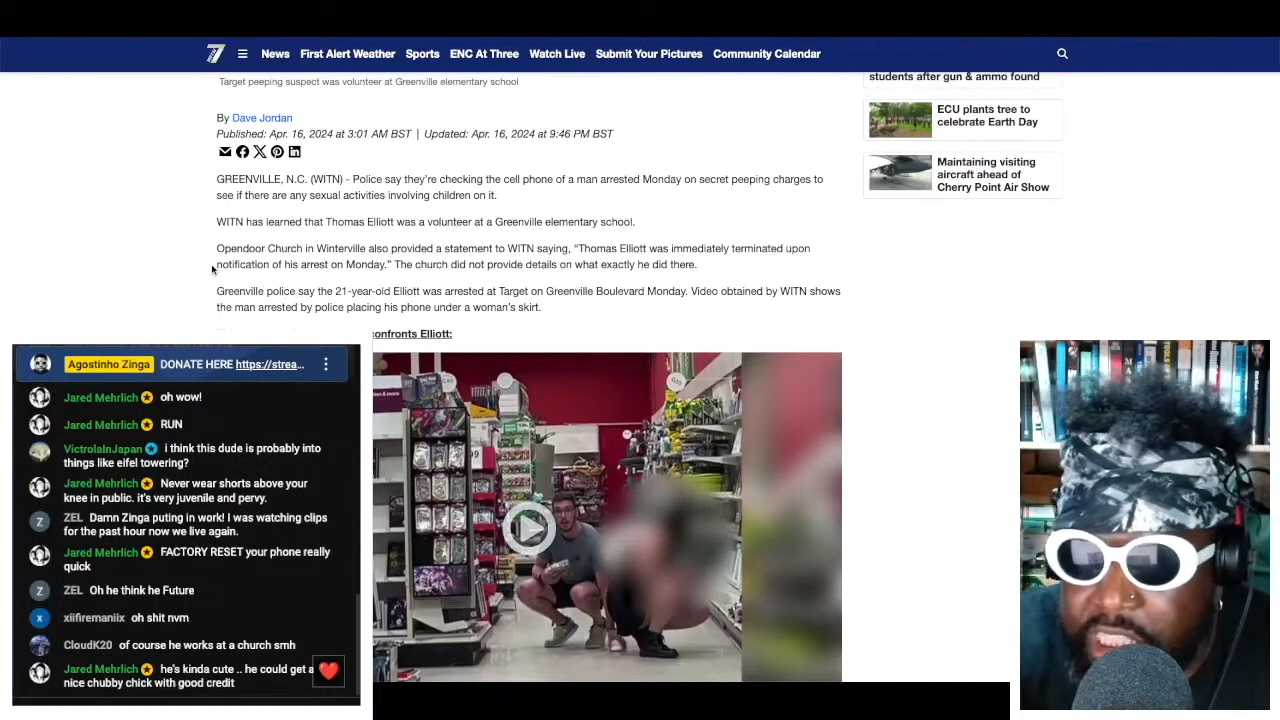 7
News First Alert Weather Sports ENC At Three Watch Live Submit Your Pictures Community Calendar
Target peeping suspect was volunteer at Greenville elementary school
By Dave Jordan
Published: Apr. 16, 2024 at 3:01 AM BST | Updated: Apr. 16, 2024 at 9:46 PM BST
GREENVILLE, N.C. (WITN) - Police say they're checking the cell phone of a man arrested Monday on secret peeping charges to
see if there are any sexual activities involving children on it.
WITN has learned that Thomas Elliott was a volunteer at a Greenville elementary school.
Opendoor Church in Winterville also provided a statement to WITN saying, “Thomas Elliott was immediately terminated upon
notification of his arrest on Monday.” The church did not provide details on what exactly he did there.
Greenville police say the 21-year-old Elliott was arrested at Target on Greenville Boulevard Monday. Video obtained by WITN shows
the man arrested by police placing his phone under a woman's skirt.
confronts Elliott:
students after gun & ammo found
ECU plants tree to
celebrate Earth Day
Maintaining visiting
aircraft ahead of
Cherry Point Air Show
Agostinho Zinga DONATE HERE https://strea...
Jared Mehrlich oh wow!
Jared Mehrlich RUN
VictrolaInJapan i think this dude is probably into
things like eifel towering?
Jared Mehrlich Never wear shorts above your
knee in public. it's very juvenile and pervy.
Z ZEL Damn Zinga puting in work! I was watching clips
for the past hour now we live again.
Jared Mehrlich FACTORY RESET your phone really
quick
Z ZEL Oh he think he Future
x xiifiremaniix oh shit nvm
CloudK20 of course he works at a church smh
Jared Mehrlich he's kinda cute .. he could get a
nice chubby chick with good credit